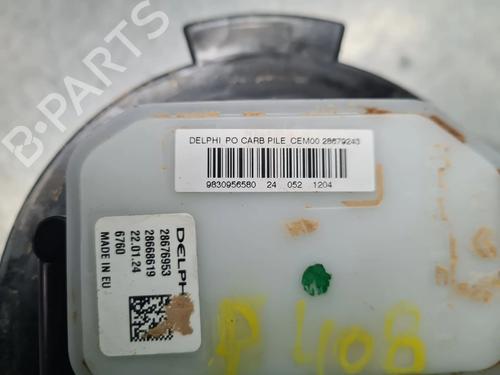 DELPHI PO CARB PILE CEM00 28679243
9830956580 24 052 1204
DELPHI
28676953
28668619
22.01.24
6760
MADE IN EU
P 408
B-PARTS